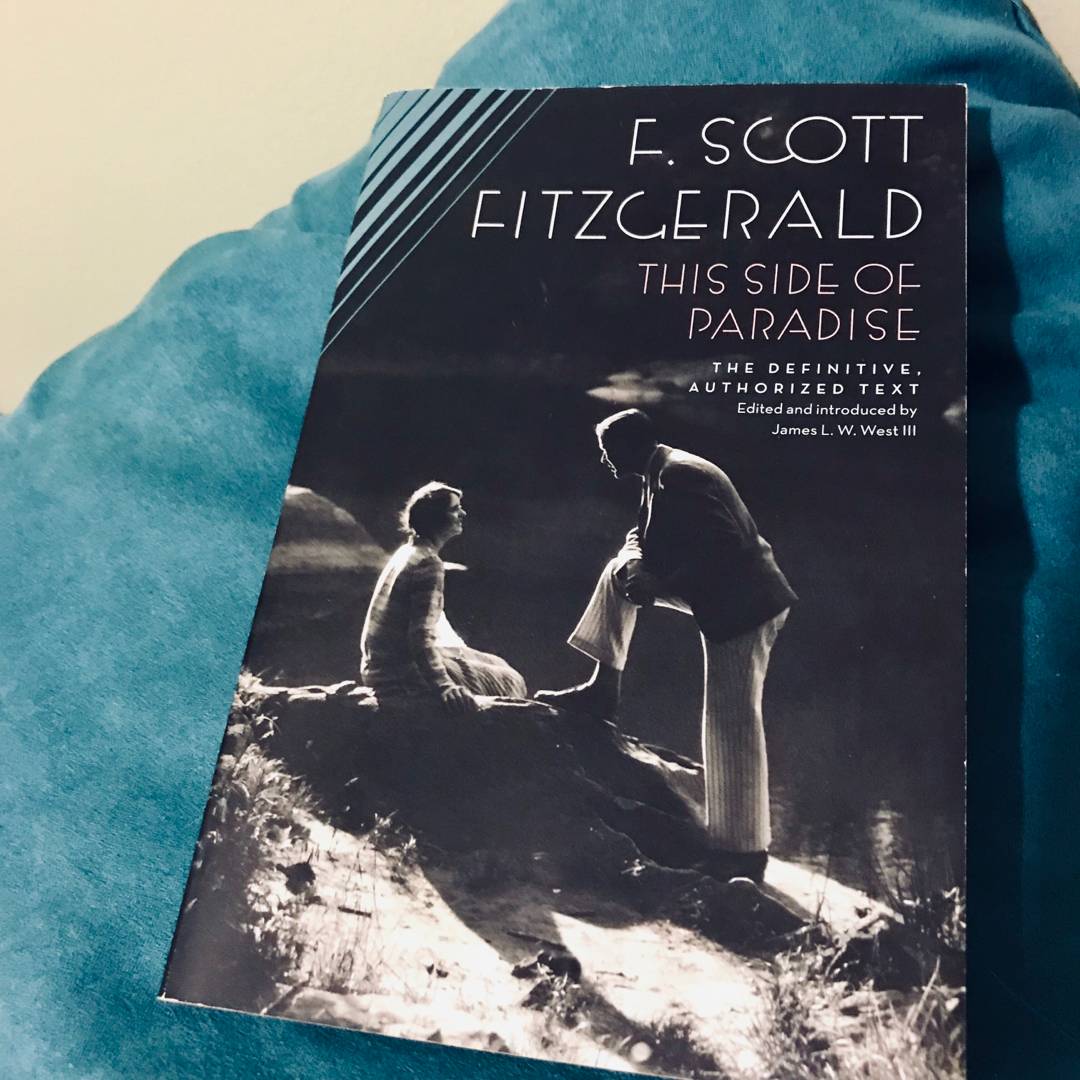 F. SCOTT
FITZGERALD
THIS SIDE OF
PARADISE
THE DEFINITIVE,
AUTHORIZED TEXT
Edited and introduced by
James L. W. West III